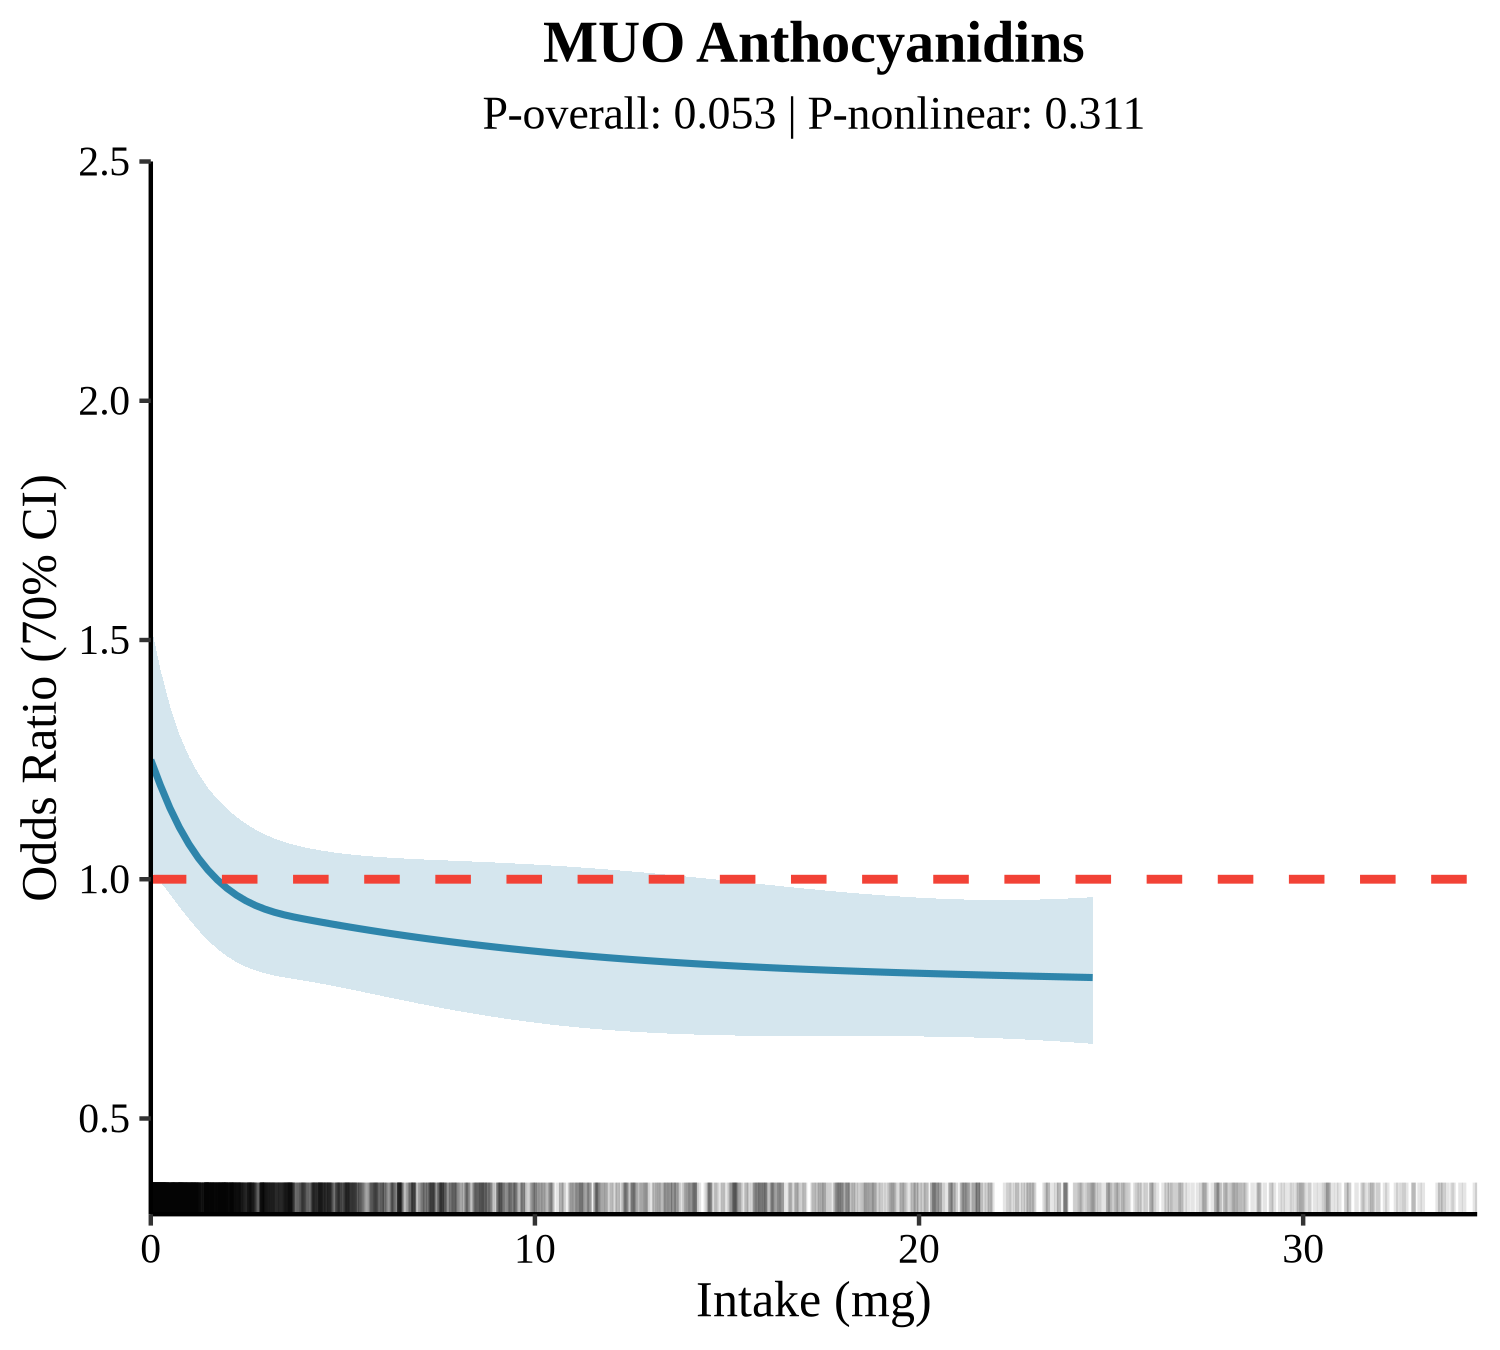 MUO Anthocyanidins
P-overall: 0.053 | P-nonlinear: 0.311
Odds Ratio (70% CI)
2.5
2.0
1.5
1.0
0.5
0 10 20 30
Intake (mg)